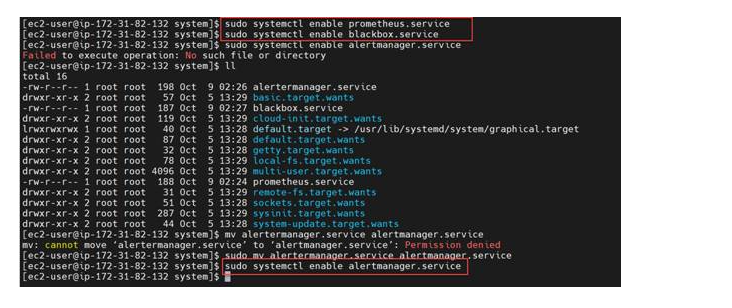 [ec2-user@ip-172-31-82-132 system]$ sudo systemctl enable prometheus.service
[ec2-user@ip-172-31-82-132 system]$ sudo systemctl enable blackbox.service
[ec2-user@ip-172-31-82-132 system]$ sudo systemctl enable alertmanager.service
Failed to execute operation: No such file or directory
[ec2-user@ip-172-31-82-132 system]$ ll
total 16
-rw-r--r-- 1 root root 198 Oct 9 02:26 alertermanager.service
drwxr-xr-x 2 root root 57 Oct 5 13:29 basic.target.wants
-rw-r--r-- 1 root root 187 Oct 9 02:27 blackbox.service
drwxr-xr-x 2 root root 119 Oct 5 13:29 cloud-init.target.wants
lrwxrwxrwx 1 root root 40 Oct 5 13:28 default.target -> /usr/lib/systemd/system/graphical.target
drwxr-xr-x 2 root root 87 Oct 5 13:28 default.target.wants
drwxr-xr-x 2 root root 32 Oct 5 13:28 getty.target.wants
drwxr-xr-x 2 root root 78 Oct 5 13:29 local-fs.target.wants
drwxr-xr-x 2 root root 4096 Oct 5 13:29 multi-user.target.wants
-rw-r--r-- 1 root root 188 Oct 9 02:24 prometheus.service
drwxr-xr-x 2 root root 31 Oct 5 13:29 remote-fs.target.wants
drwxr-xr-x 2 root root 51 Oct 5 13:28 sockets.target.wants
drwxr-xr-x 2 root root 287 Oct 5 13:29 sysinit.target.wants
drwxr-xr-x 2 root root 44 Oct 5 13:28 system-update.target.wants
[ec2-user@ip-172-31-82-132 system]$ mv alertermanager.service alertmanager.service
mv: cannot move ‘alertermanager.service’ to ‘alertmanager.service’: Permission denied
[ec2-user@ip-172-31-82-132 system]$ sudo mv alertermanager.service alertmanager.service
[ec2-user@ip-172-31-82-132 system]$ sudo systemctl enable alertmanager.service
[ec2-user@ip-172-31-82-132 system]$